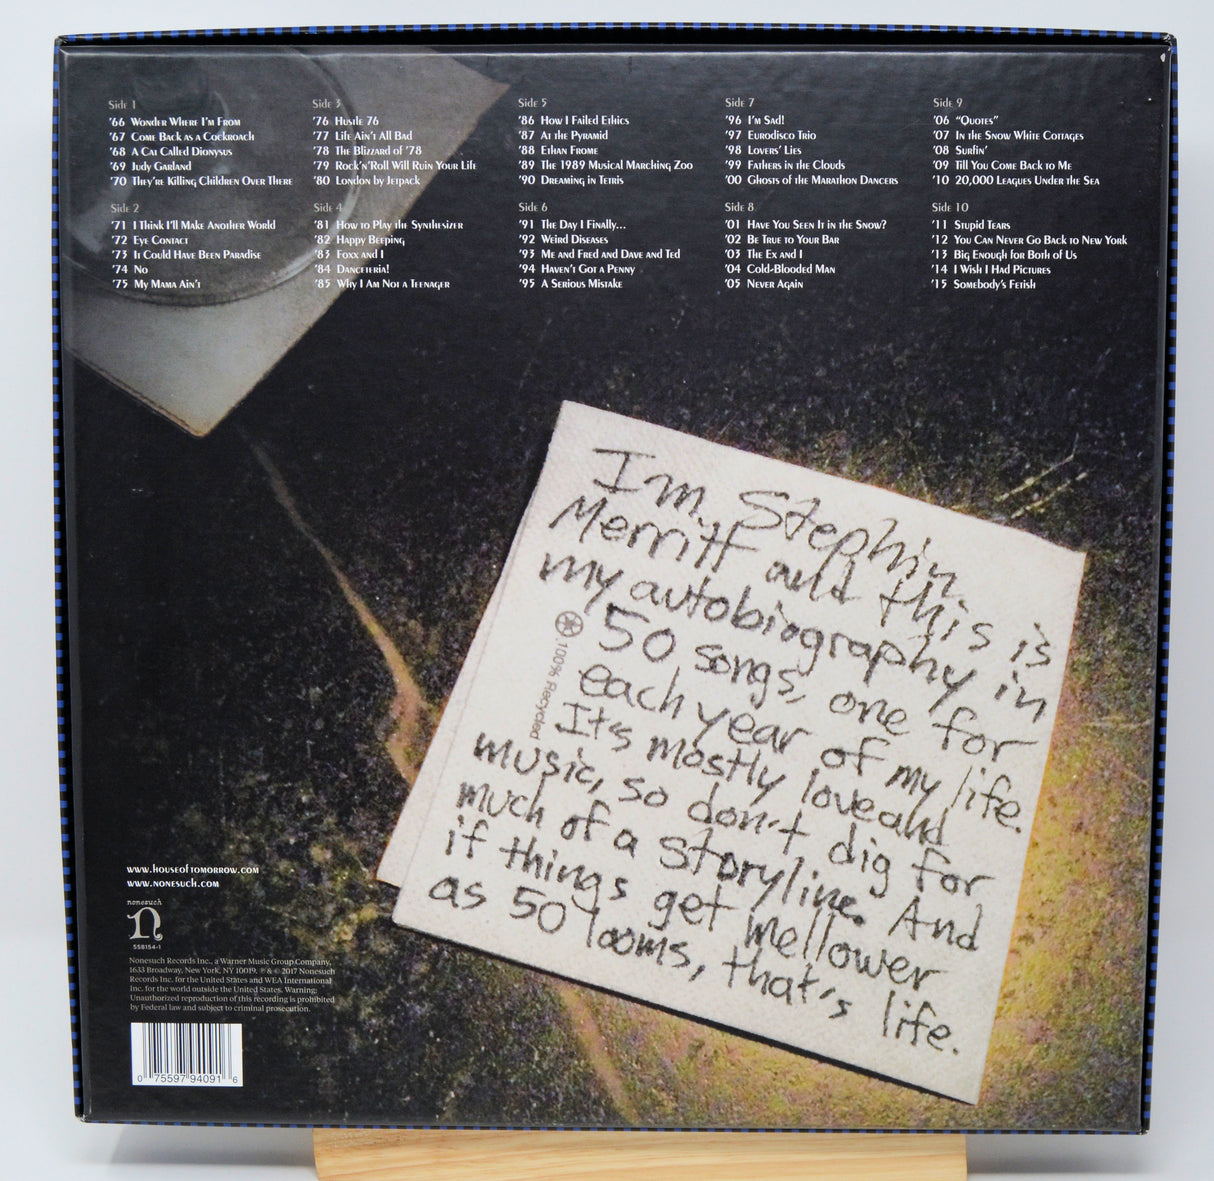 Side 1
'66 Wonder Where I'm From
'67 Come Back as a Cockroach
'68 A Cat Called Dionysus
'69 Judy Garland
'70 They're Killing Children Over There
Side 2
'71 I Think I'll Make Another World
'72 Eye Contact
'73 It Could Have Been Paradise
'74 No
'75 My Mama Ain't
Side 3
'76 Hustle 76
'77 Life Ain't All Bad
'78 The Blizzard of '78
'79 Rock'n'Roll Will Ruin Your Life
'80 London by Jetpack
Side 4
'81 How to Play the Synthesizer
'82 Happy Beeping
'83 Foxx and I
'84 Danceteria!
'85 Why I Am Not a Teenager
Side 5
'86 How I Failed Ethics
'87 At the Pyramid
'88 Ethan Frome
'89 The 1989 Musical Marching Zoo
'90 Dreaming in Tetris
Side 6
'91 The Day I Finally...
'92 Weird Diseases
'93 Me and Fred and Dave and Ted
'94 Haven't Got a Penny
'95 A Serious Mistake
Side 7
'96 I'm Sad!
'97 Eurodisco Trio
'98 Lovers' Lies
'99 Fathers in the Clouds
'00 Ghosts of the Marathon Dancers
Side 8
'01 Have You Seen It in the Snow?
'02 Be True to Your Bar
'03 The Ex and I
'04 Cold-Blooded Man
'05 Never Again
Side 9
'06 "Quotes"
'07 In the Snow White Cottages
'08 Surfin'
'09 Till You Come Back to Me
'10 20,000 Leagues Under the Sea
Side 10
'11 Stupid Tears
'12 You Can Never Go Back to New York
'13 Big Enough for Both of Us
'14 I Wish I Had Pictures
'15 Somebody's Fetish
I'm Stephin
Merritt and this is
my autobiography in
50 songs, one for
each year of my life.
It's mostly love and
music, so don't dig for
much of a storyline. And
if things get mellower
as 50 looms, that's life.
100% Recycled
www.houseoftomorrow.com
www.nonesuch.com
nonesuch
n
558154-1
Nonesuch Records Inc., a Warner Music Group Company,
1633 Broadway, New York, NY 10019. ℗ & © 2017 Nonesuch
Records Inc. for the United States and WEA International
Inc. for the world outside the United States. Warning:
Unauthorized reproduction of this recording is prohibited
by Federal law and subject to criminal prosecution.
0 75597 94091 6